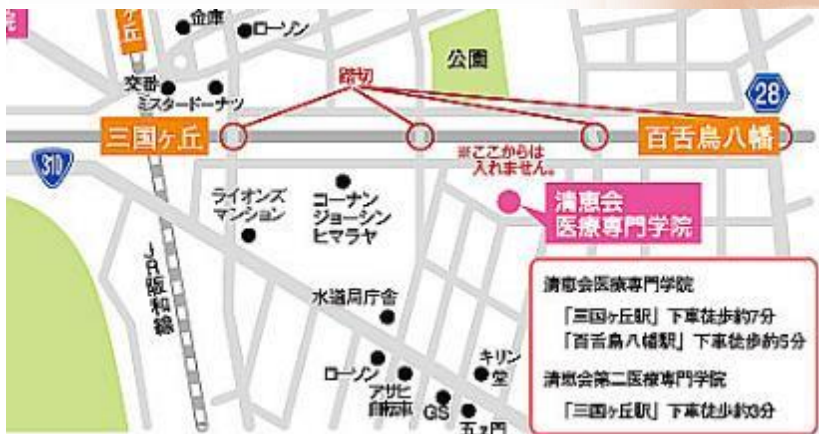 院
金庫
ローソン
公園
交番
ミスタードーナツ
踏切
28
三国ヶ丘
百舌鳥八幡
※ここからは
入れません。
310
ライオンズ
マンション
コーナン
ジョーシン
ヒマラヤ
清恵会
医療専門学院
JR阪和線
水道局庁舎
清恵会医療専門学院
「三国ヶ丘駅」下車徒歩約7分
「百舌鳥八幡駅」下車徒歩約5分
清恵会第二医療専門学院
「三国ヶ丘駅」下車徒歩約3分
ローソン
アサヒ
自転車
GS
キリン
堂